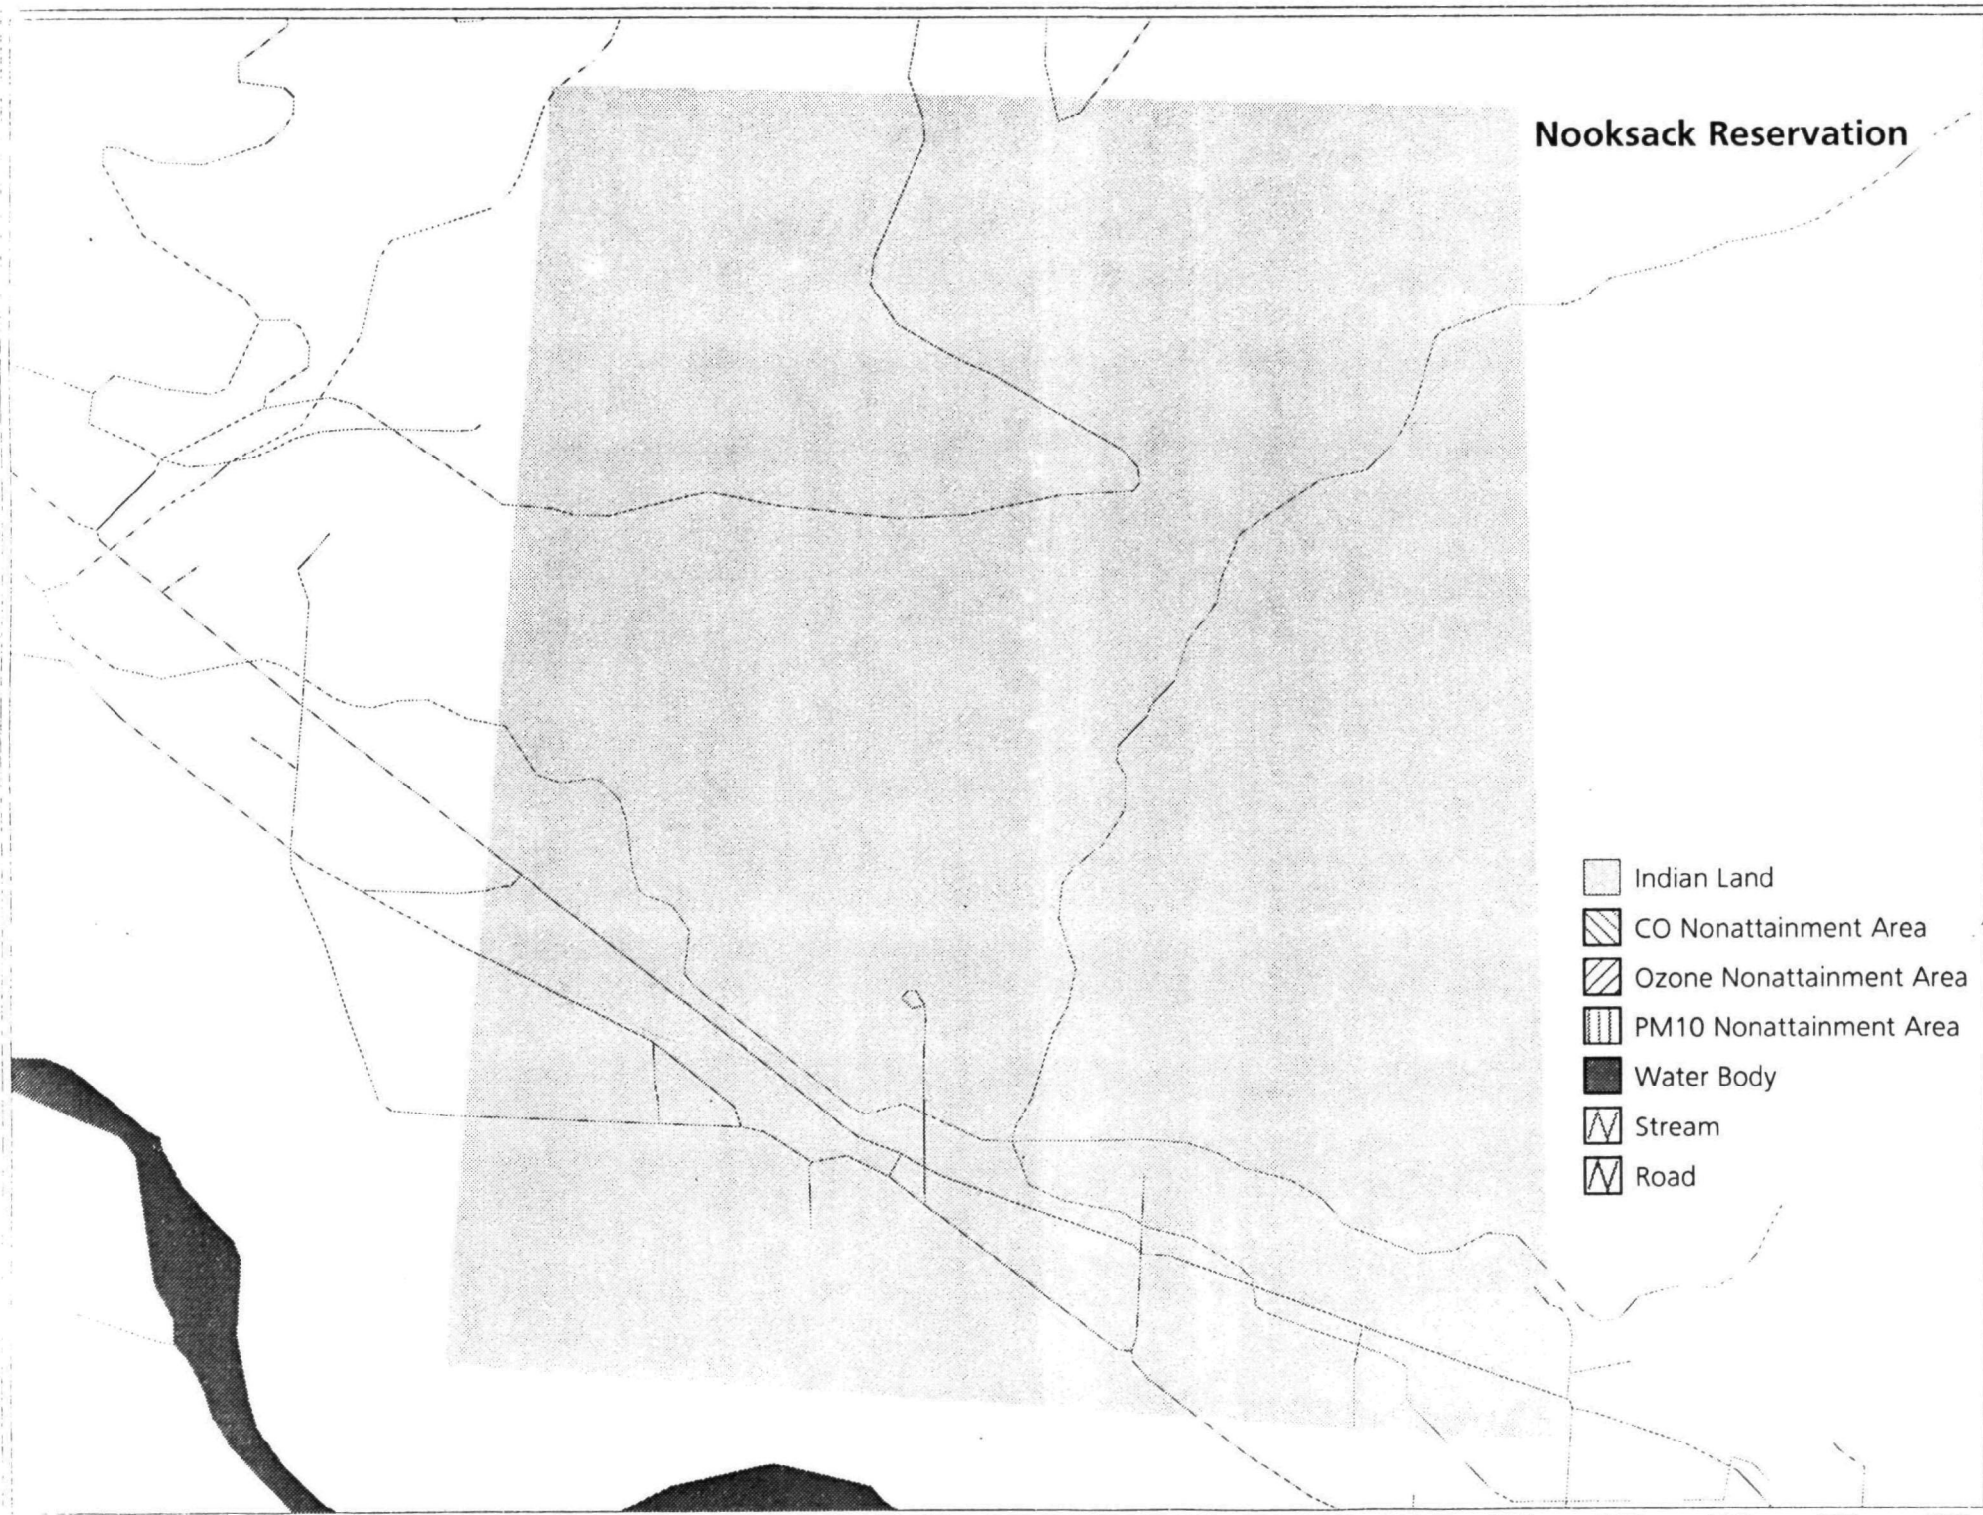 Nooksack Reservation
Indian Land
CO Nonattainment Area
Ozone Nonattainment Area
PM10 Nonattainment Area
Water Body
Stream
Road